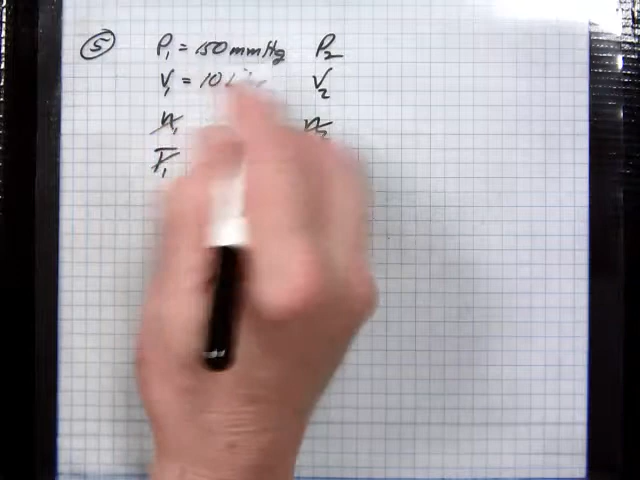 ⑤ P₁ = 150 mmHg P₂
V₁ = 10 V₂
n₁ n₂
T₁